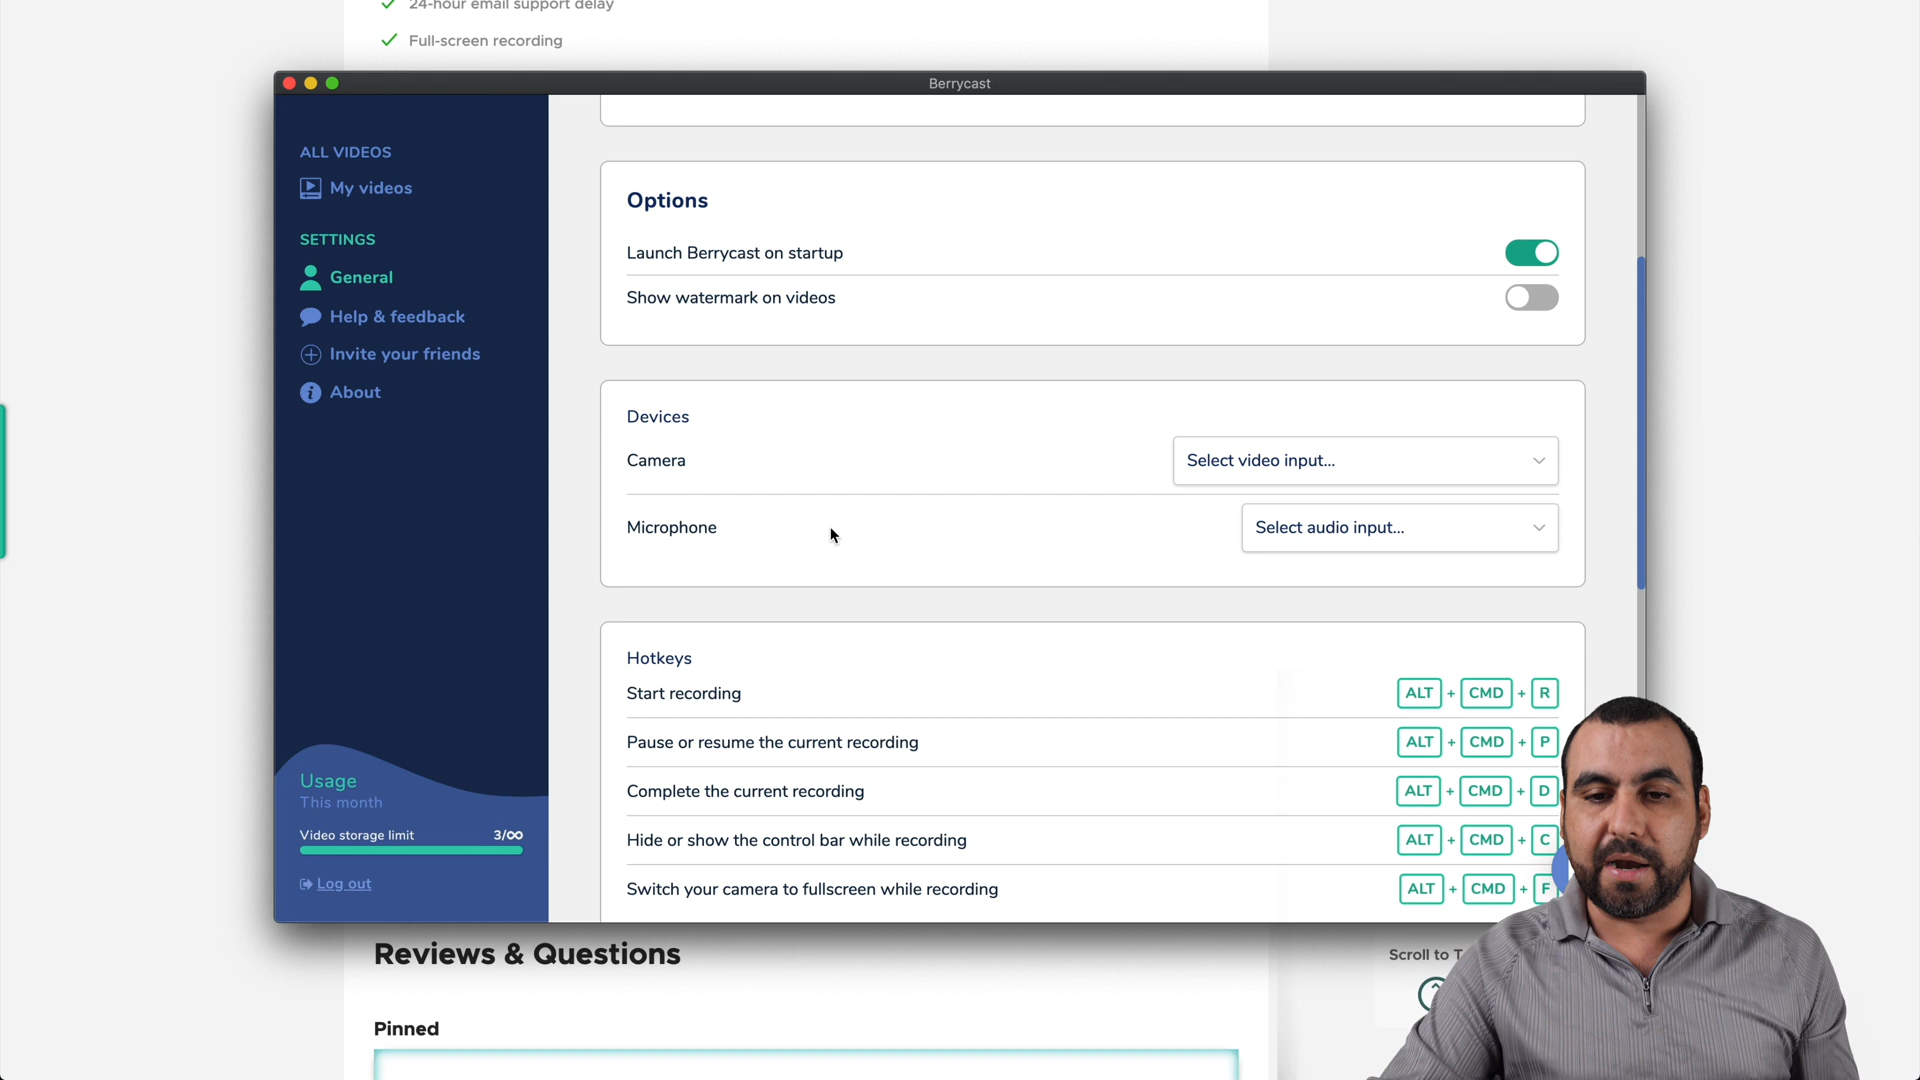 24-hour email support delay
Full-screen recording
Berrycast
ALL VIDEOS
My videos
SETTINGS
General
Help & feedback
Invite your friends
About
Usage
This month
Video storage limit 3/∞
Log out
Options
Launch Berrycast on startup
Show watermark on videos
Devices
Camera Select video input...
Microphone Select audio input...
Hotkeys
Start recording ALT + CMD + R
Pause or resume the current recording ALT + CMD + P
Complete the current recording ALT + CMD + D
Hide or show the control bar while recording ALT + CMD + C
Switch your camera to fullscreen while recording ALT + CMD + F
Reviews & Questions
Scroll to T
Pinned